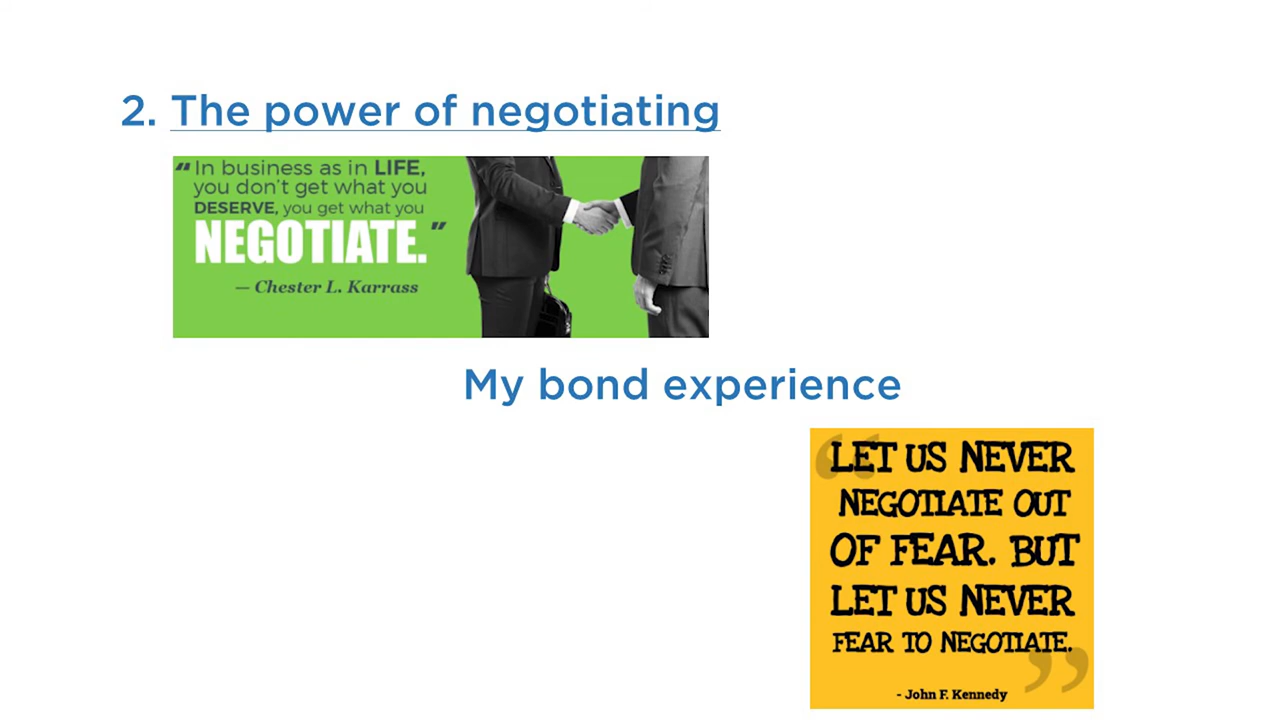 2. The power of negotiating
" In business as in LIFE,
you don't get what you
DESERVE, you get what you
NEGOTIATE."
— Chester L. Karrass
My bond experience
“ LET US NEVER
NEGOTIATE OUT
OF FEAR. BUT
LET US NEVER
FEAR TO NEGOTIATE. ”
- John F. Kennedy